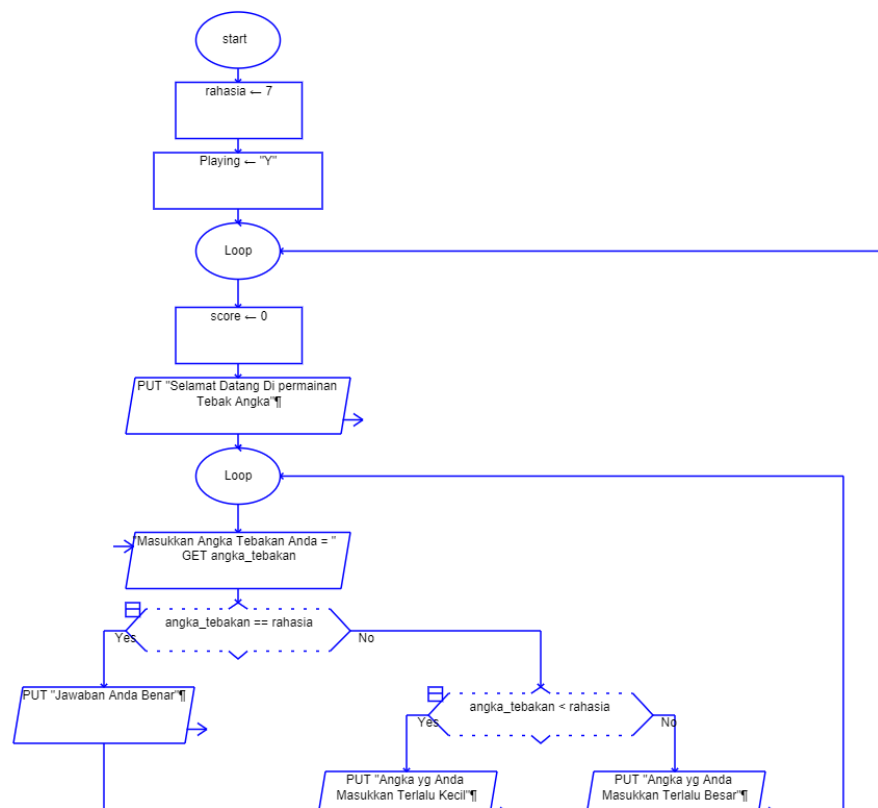 start
rahasia ← 7
Playing ← "Y"
Loop
score ← 0
PUT "Selamat Datang Di permainan
Tebak Angka"¶
Loop
"Masukkan Angka Tebakan Anda = "
GET angka_tebakan
angka_tebakan == rahasia
Yes
No
PUT "Jawaban Anda Benar"¶
angka_tebakan < rahasia
Yes
No
PUT "Angka yg Anda
Masukkan Terlalu Kecil"¶
PUT "Angka yg Anda
Masukkan Terlalu Besar"¶